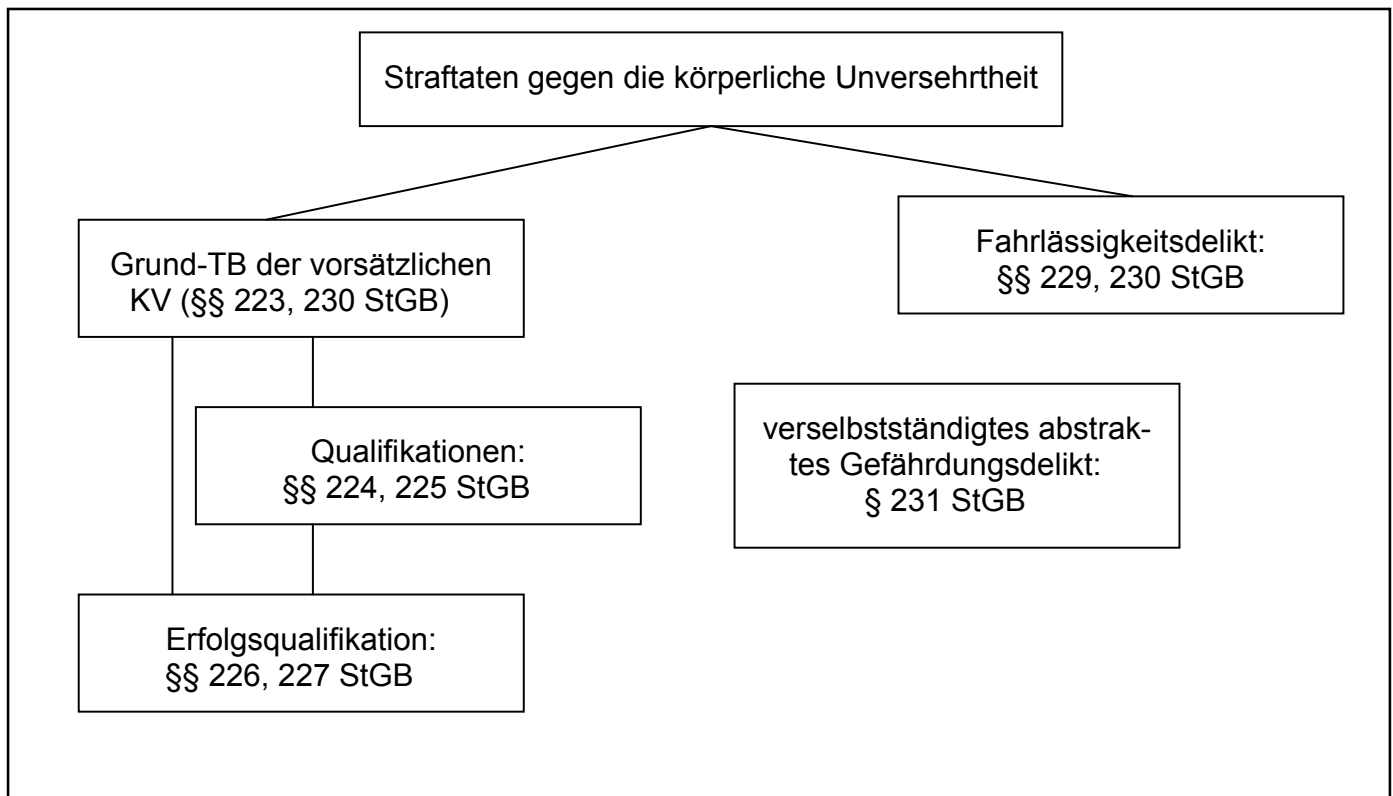 Straftaten gegen die körperliche Unversehrtheit
Grund-TB der vorsätzlichen
KV (§§ 223, 230 StGB)
Fahrlässigkeitsdelikt:
§§ 229, 230 StGB
Qualifikationen:
§§ 224, 225 StGB
verselbstständigtes abstrak-
tes Gefährdungsdelikt:
§ 231 StGB
Erfolgsqualifikation:
§§ 226, 227 StGB